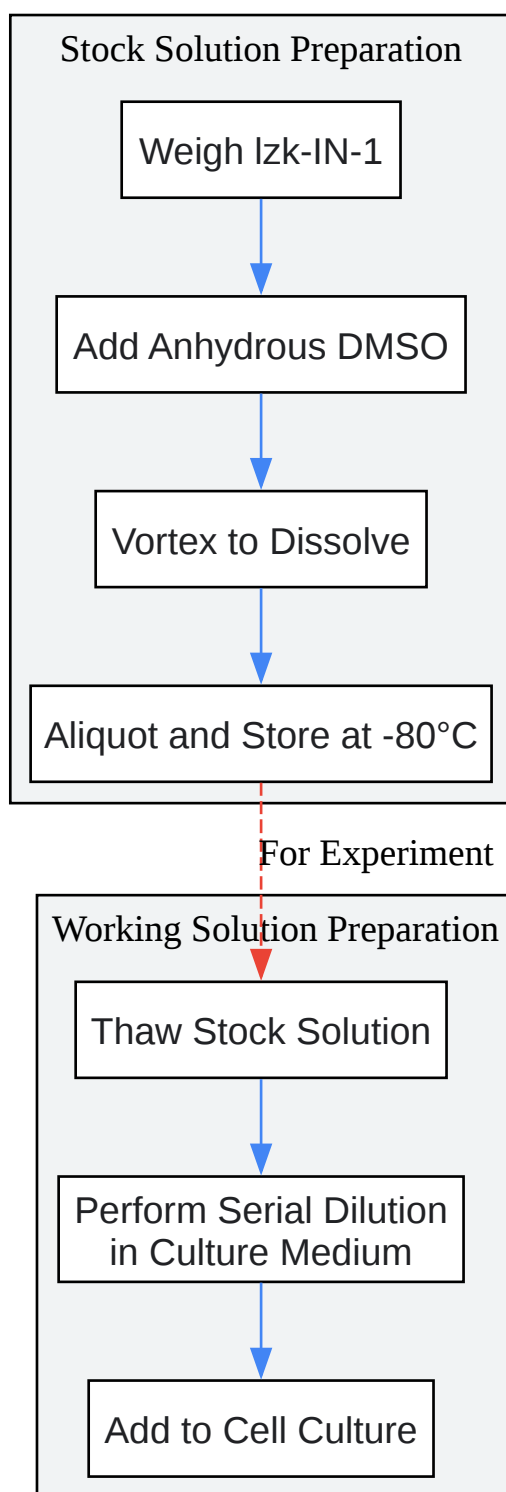 Stock Solution Preparation
Weigh lzk-IN-1
Add Anhydrous DMSO
Vortex to Dissolve
Aliquot and Store at -80°C
For Experiment
Working Solution Preparation
Thaw Stock Solution
Perform Serial Dilution
in Culture Medium
Add to Cell Culture